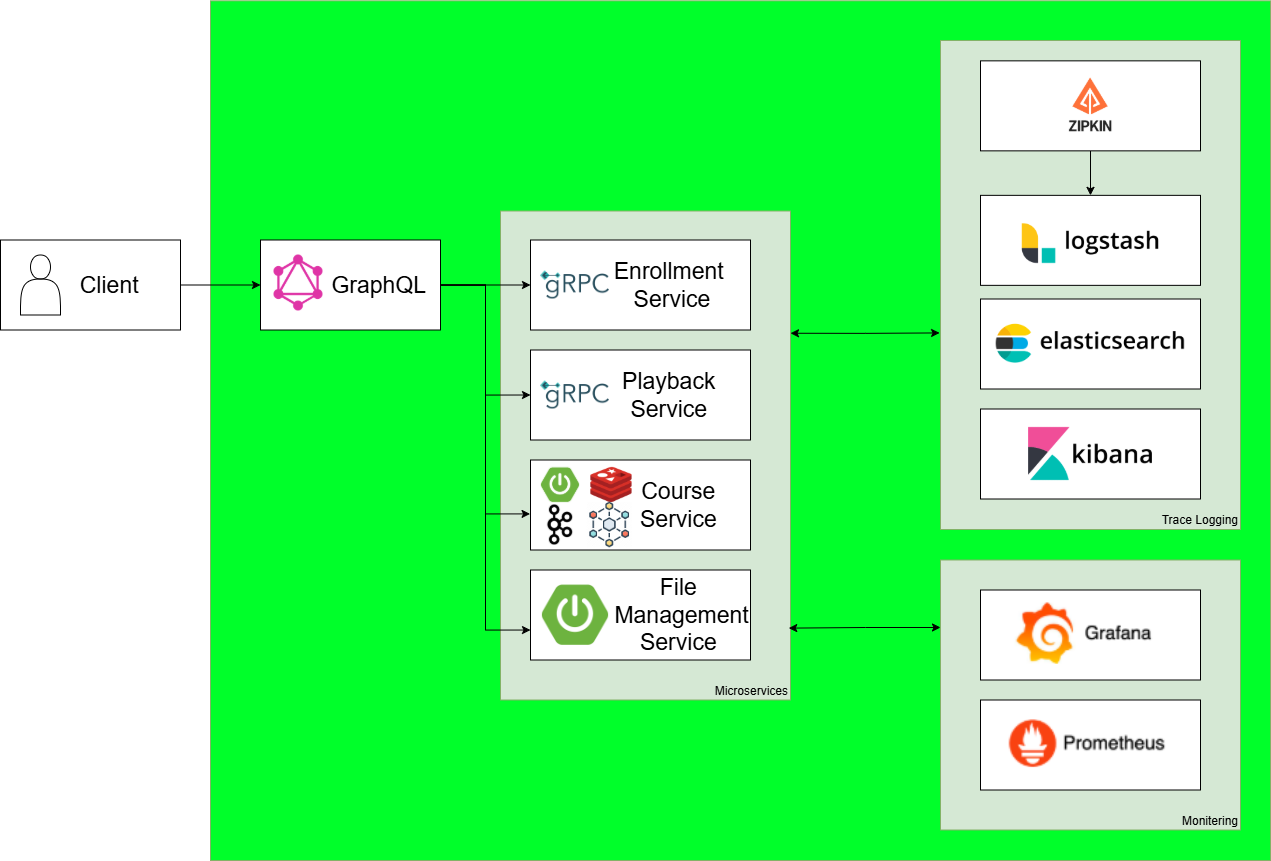 Client
GraphQL
gRPC
Enrollment
Service
gRPC
Playback
Service
Course
Service
File
Management
Service
Microservices
ZIPKIN
logstash
elasticsearch
kibana
Trace Logging
Grafana
Prometheus
Monitering